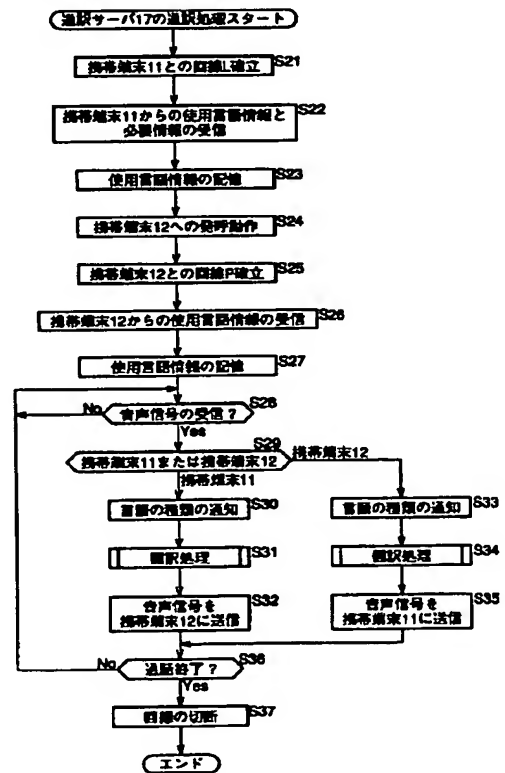 通訳サーバ17の通訳処理スタート
携帯端末11との回線L確立
S21
携帯端末11からの使用言語情報と
必要情報の受信
S22
使用言語情報の記憶
S23
携帯端末12への発呼動作
S24
携帯端末12との回線P確立
S25
携帯端末12からの使用言語情報の受信
S26
使用言語情報の記憶
S27
音声信号の受信？
S28
No
Yes
携帯端末11または携帯端末12
S29
携帯端末12
携帯端末11
言語の種類の通知
S30
言語の種類の通知
S33
翻訳処理
S31
翻訳処理
S34
音声信号を
携帯端末12に送信
S32
音声信号を
携帯端末11に送信
S35
通話終了？
S36
No
Yes
回線の切断
S37
エンド